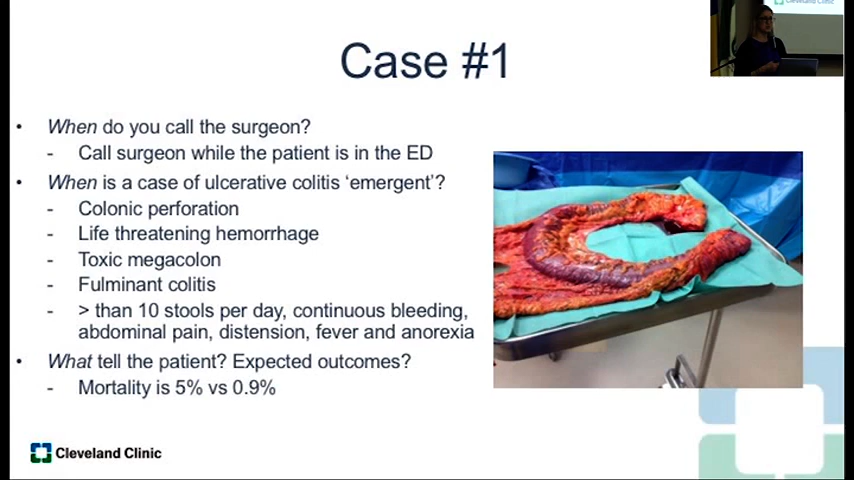 Cleveland Clinic
Case #1
• When do you call the surgeon?
- Call surgeon while the patient is in the ED
• When is a case of ulcerative colitis ‘emergent’?
- Colonic perforation
- Life threatening hemorrhage
- Toxic megacolon
- Fulminant colitis
- > than 10 stools per day, continuous bleeding,
abdominal pain, distension, fever and anorexia
• What tell the patient? Expected outcomes?
- Mortality is 5% vs 0.9%
Cleveland Clinic